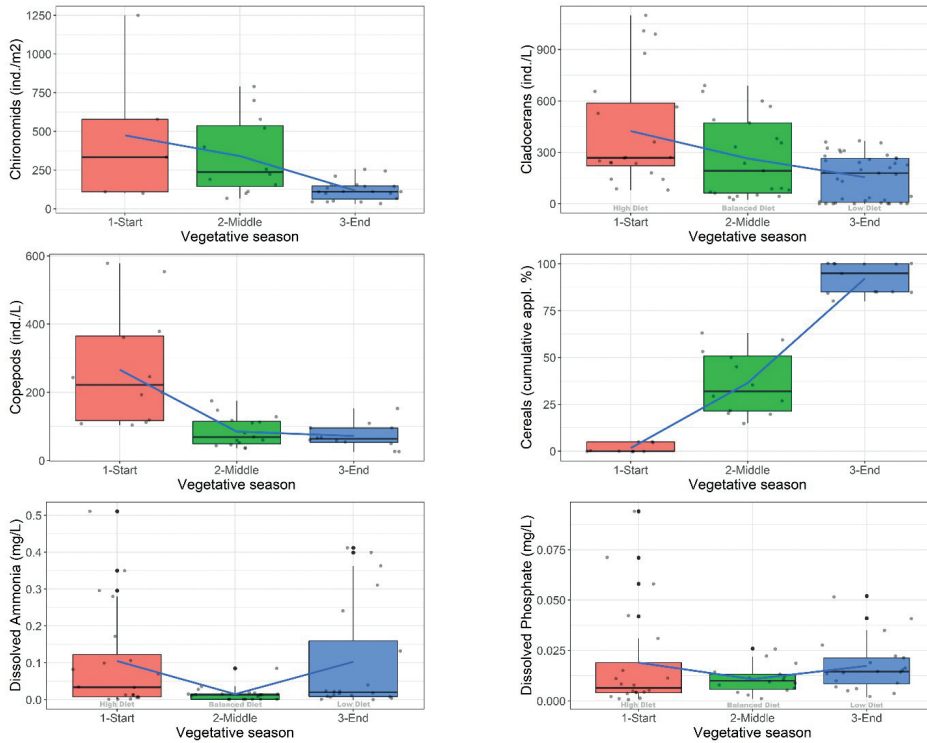 Chironomids (ind./m2)
1250
1000
750
500
250
0
1-Start
2-Middle
3-End
Vegetative season
Cladocerans (ind./L)
900
600
300
0
High Diet
Balanced Diet
Low Diet
1-Start
2-Middle
3-End
Vegetative season
Copepods (ind./L)
600
400
200
0
1-Start
2-Middle
3-End
Vegetative season
Cereals (cumulative appl. %)
100
75
50
25
0
1-Start
2-Middle
3-End
Vegetative season
Dissolved Ammonia (mg/L)
0.5
0.4
0.3
0.2
0.1
0.0
High Diet
Balanced Diet
Low Diet
1-Start
2-Middle
3-End
Vegetative season
Dissolved Phosphate (mg/L)
0.075
0.050
0.025
0.000
High Diet
Balanced Diet
Low Diet
1-Start
2-Middle
3-End
Vegetative season